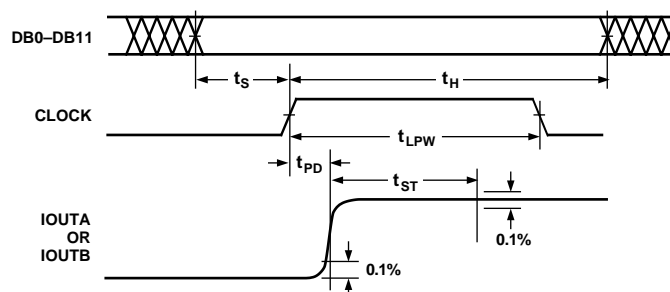 DB0–DB11
tS
tH
CLOCK
tLPW
tPD
tST
IOUTA
OR
IOUTB
0.1%
0.1%